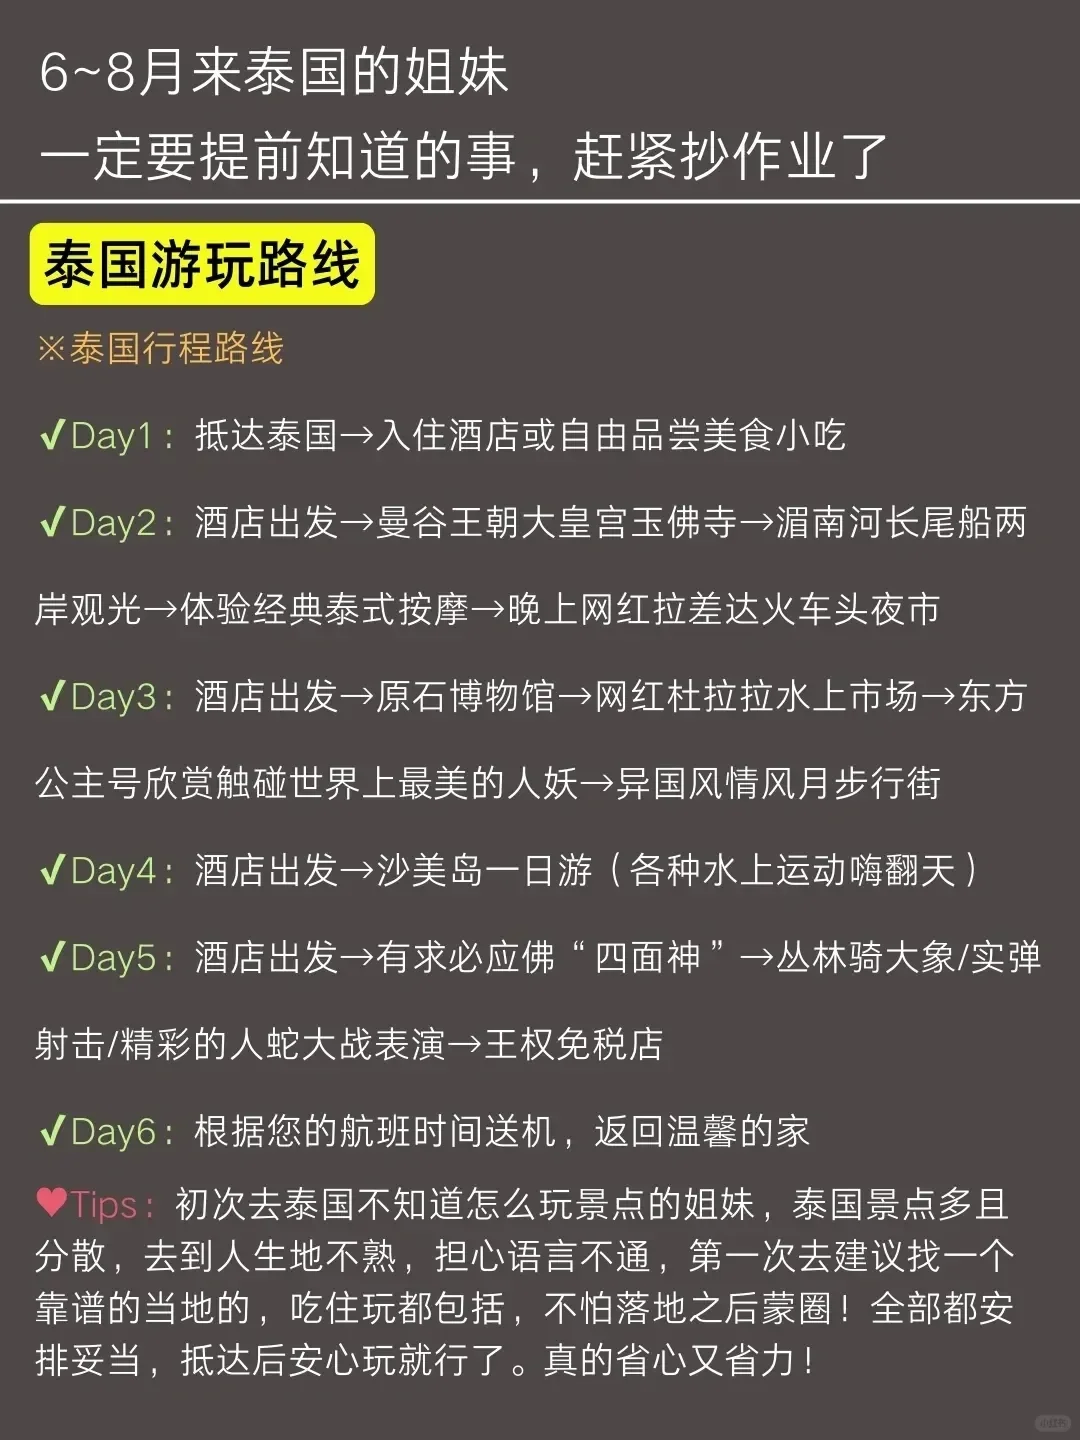 6~8月来泰国的姐妹
一定要提前知道的事，赶紧抄作业了
泰国游玩路线
※泰国行程路线
✓Day1：抵达泰国→入住酒店或自由品尝美食小吃
✓Day2：酒店出发→曼谷王朝大皇宫玉佛寺→湄南河长尾船两
岸观光→体验经典泰式按摩→晚上网红拉差达火车头夜市
✓Day3：酒店出发→原石博物馆→网红杜拉拉水上市场→东方
公主号欣赏触碰世界上最美的人妖→异国风情风月步行街
✓Day4：酒店出发→沙美岛一日游（各种水上运动嗨翻天）
✓Day5：酒店出发→有求必应佛“四面神”→丛林骑大象/实弹
射击/精彩的人蛇大战表演→王权免税店
✓Day6：根据您的航班时间送机，返回温馨的家
♥Tips：初次去泰国不知道怎么玩景点的姐妹，泰国景点多且
分散，去到人生地不熟，担心语言不通，第一次去建议找一个
靠谱的当地的，吃住玩都包括，不怕落地之后蒙圈！全部都安
排妥当，抵达后安心玩就行了。真的省心又省力！
小红书